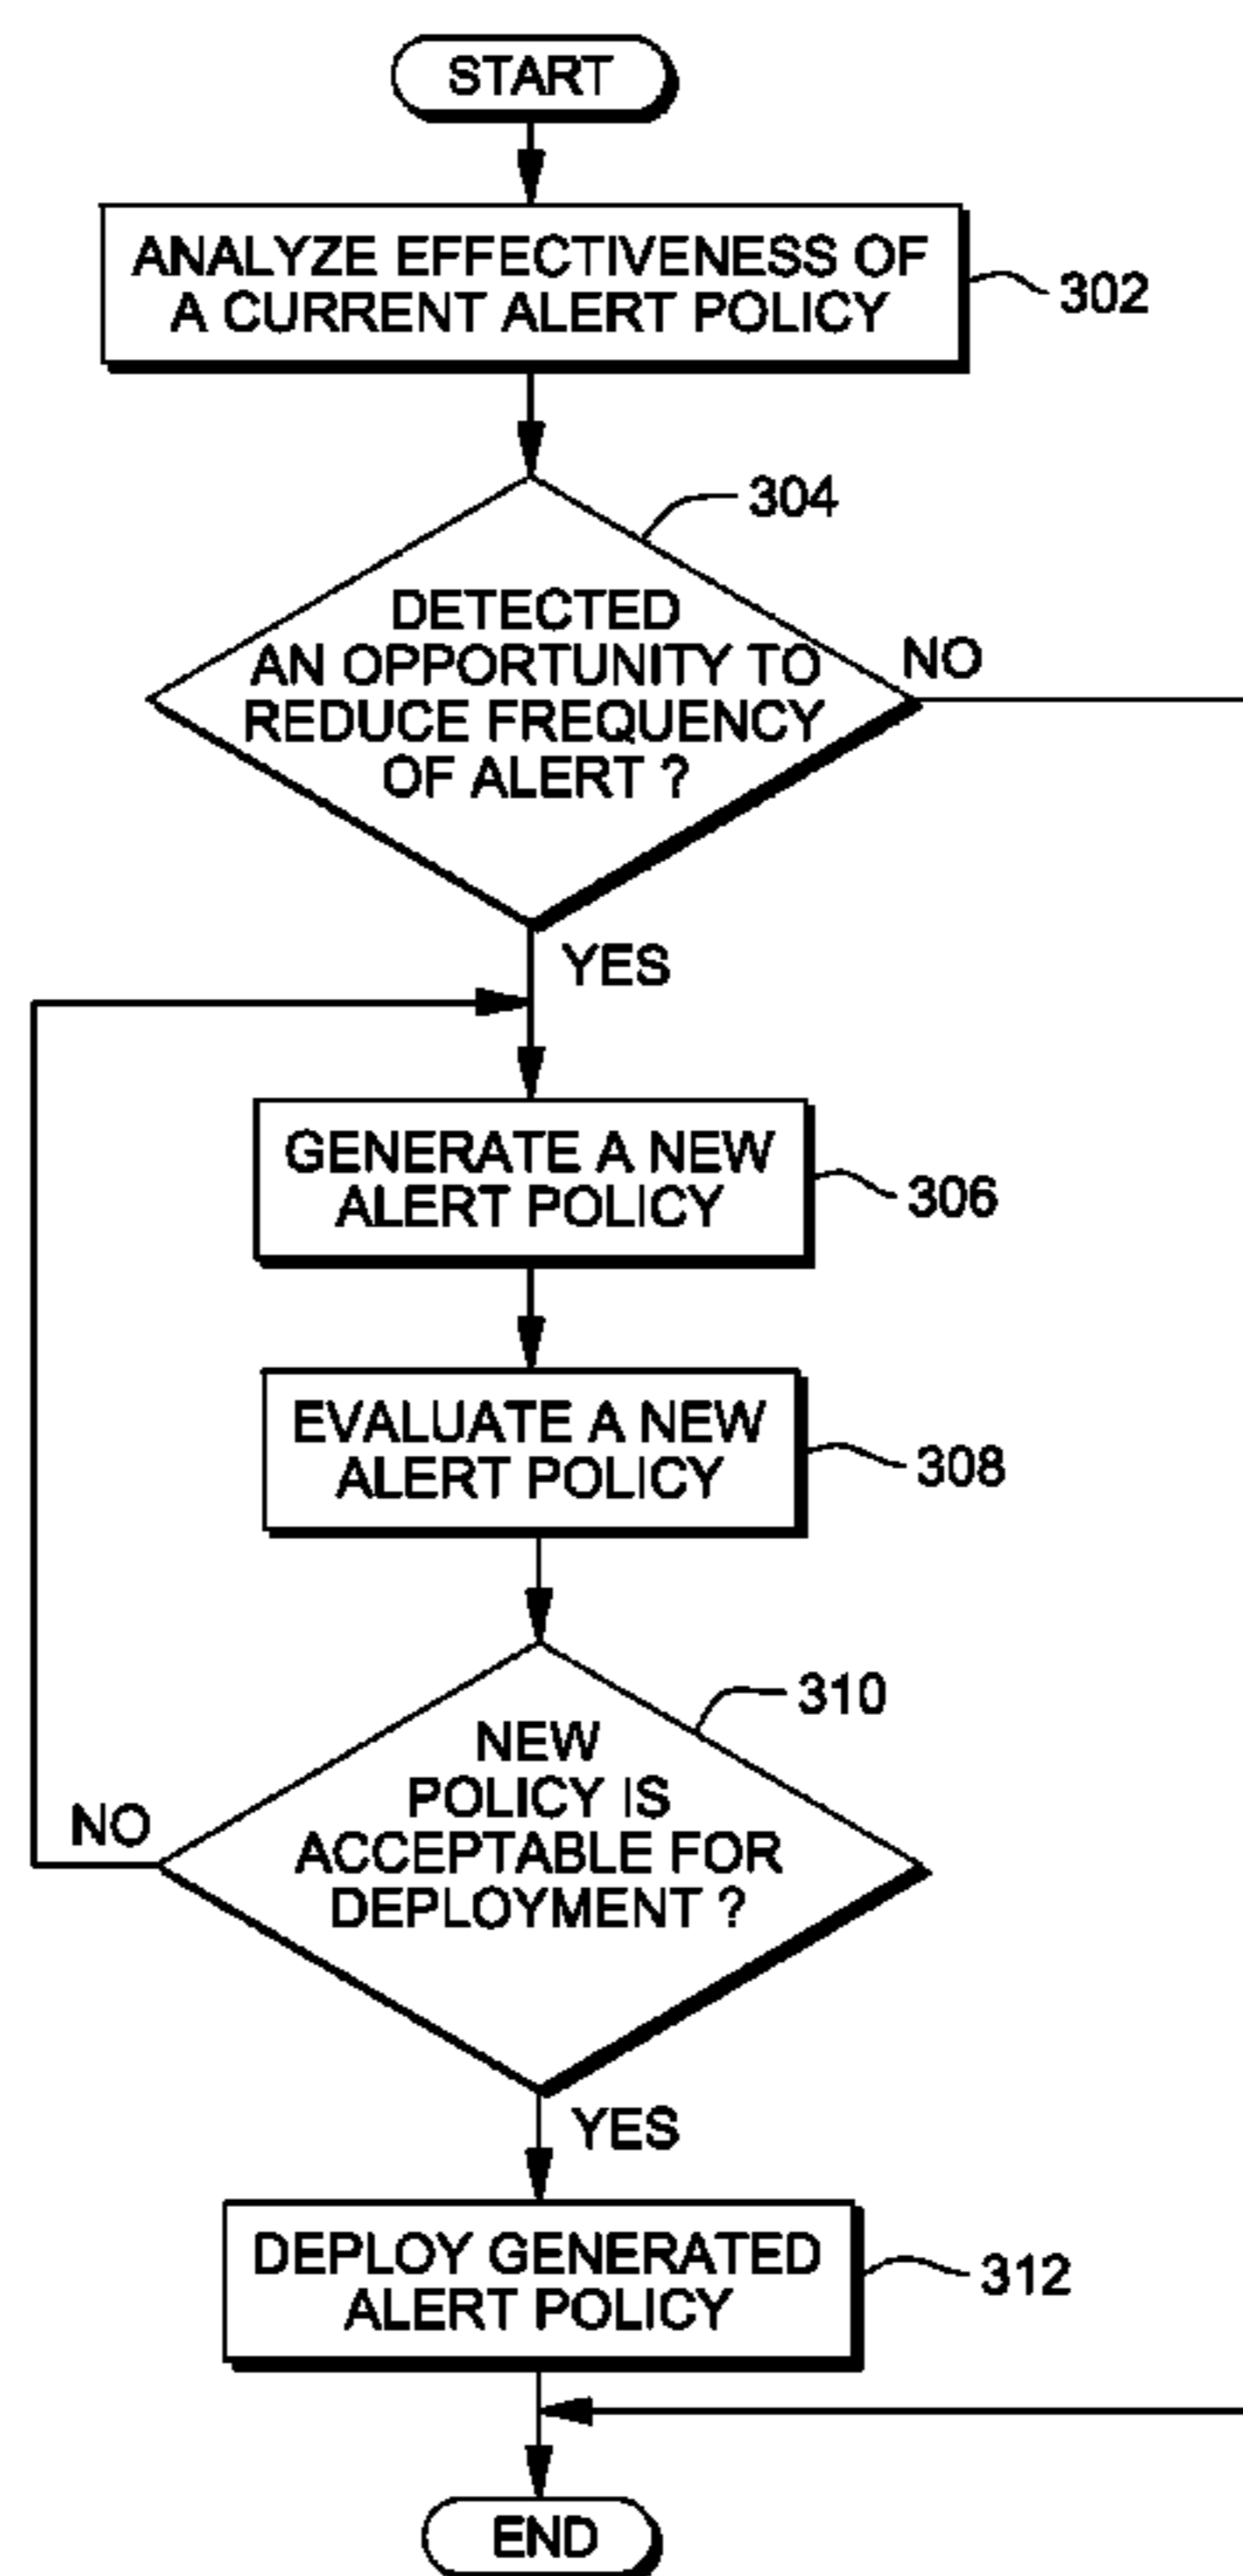 START
ANALYZE EFFECTIVENESS OF
A CURRENT ALERT POLICY
302
304
DETECTED
AN OPPORTUNITY TO
REDUCE FREQUENCY
OF ALERT ?
NO
YES
GENERATE A NEW
ALERT POLICY
306
EVALUATE A NEW
ALERT POLICY
308
310
NEW
POLICY IS
ACCEPTABLE FOR
DEPLOYMENT ?
NO
YES
DEPLOY GENERATED
ALERT POLICY
312
END